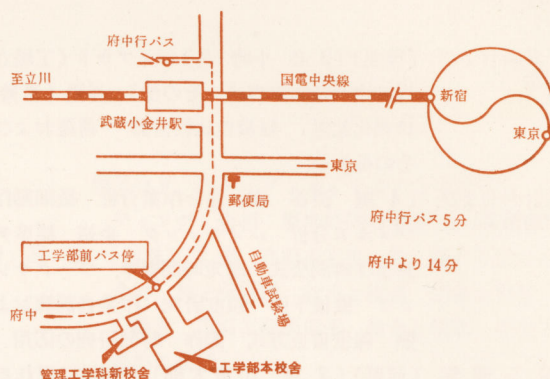 府中行バス
至立川
国電中央線
新宿
武蔵小金井駅
東京
東京
郵便局
府中行バス5分
工学部前バス停
自動車試験場
府中より14分
府中
管理工学科新校舎
工学部本校舎